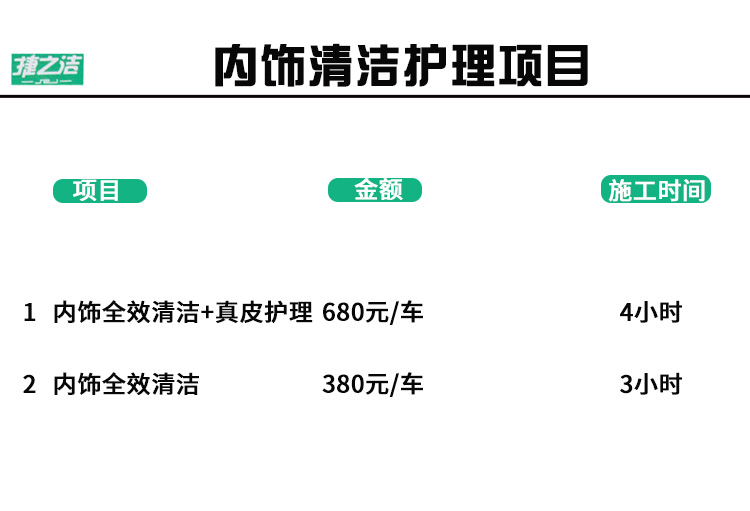 捷之洁
内饰清洁护理项目
项目 金额 施工时间
1 内饰全效清洁+真皮护理 680元/车 4小时
2 内饰全效清洁 380元/车 3小时